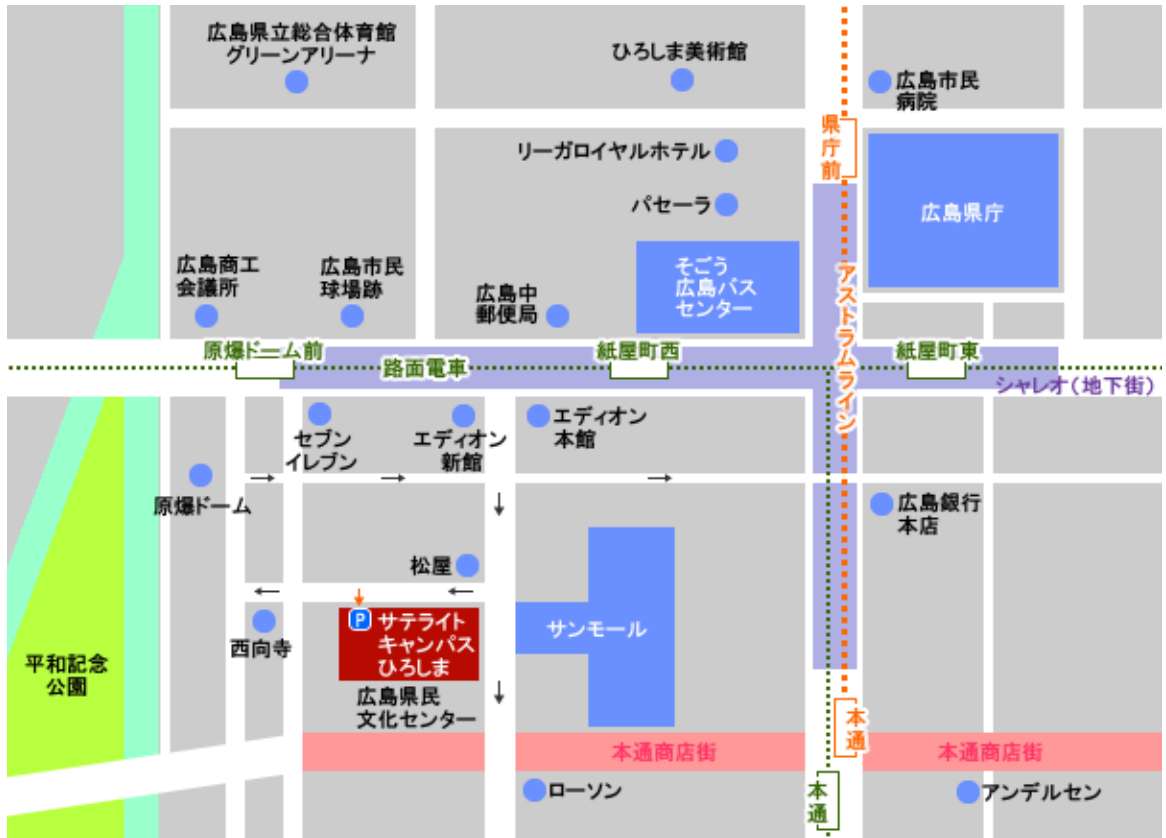 広島県立総合体育館
グリーンアリーナ
ひろしま美術館
広島市民
病院
県庁前
リーガロイヤルホテル
パセーラ
広島県庁
そごう
広島バス
センター
アストラムライン
広島商工
会議所
広島市民
球場跡
広島中
郵便局
原爆ドーム前
路面電車
紙屋町西
紙屋町東
シャレオ(地下街)
セブン
イレブン
エディオン
新館
エディオン
本館
原爆ドーム
広島銀行
本店
松屋
P
サテライト
キャンパス
ひろしま
サンモール
西向寺
平和記念
公園
広島県民
文化センター
本通
本通商店街
本通商店街
ローソン
本通
アンデルセン